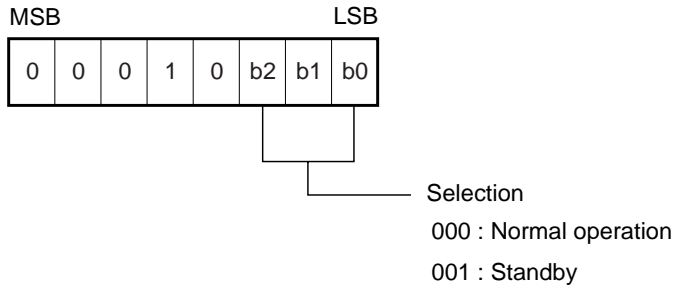 MSB LSB
0 0 0 1 0 b2 b1 b0
Selection
000 : Normal operation
001 : Standby